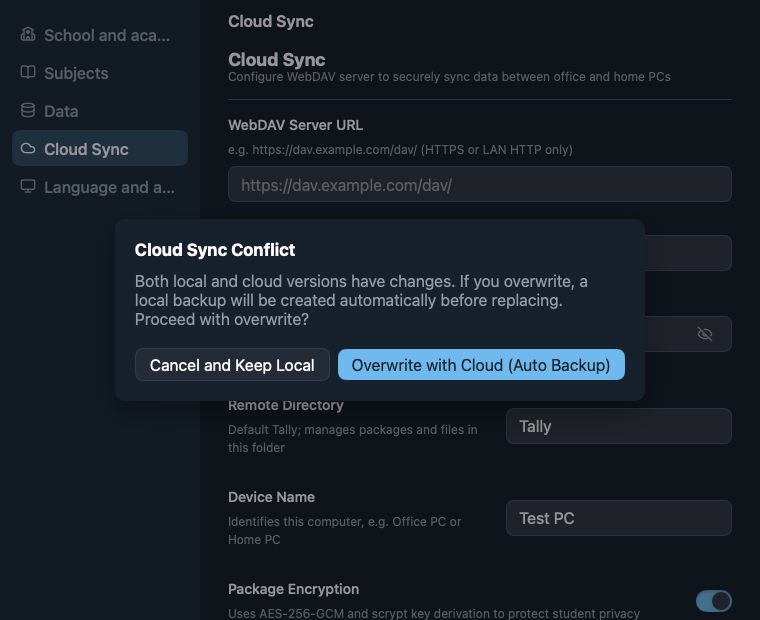 School and aca...
Subjects
Data
Cloud Sync
Language and a...
Cloud Sync
Cloud Sync
Configure WebDAV server to securely sync data between office and home PCs
WebDAV Server URL
e.g. https://dav.example.com/dav/ (HTTPS or LAN HTTP only)
https://dav.example.com/dav/
Cloud Sync Conflict
Both local and cloud versions have changes. If you overwrite, a
local backup will be created automatically before replacing.
Proceed with overwrite?
Cancel and Keep Local
Overwrite with Cloud (Auto Backup)
Remote Directory
Default Tally; manages packages and files in
this folder
Tally
Device Name
Identifies this computer, e.g. Office PC or
Home PC
Test PC
Package Encryption
Uses AES-256-GCM and scrypt key derivation to protect student privacy